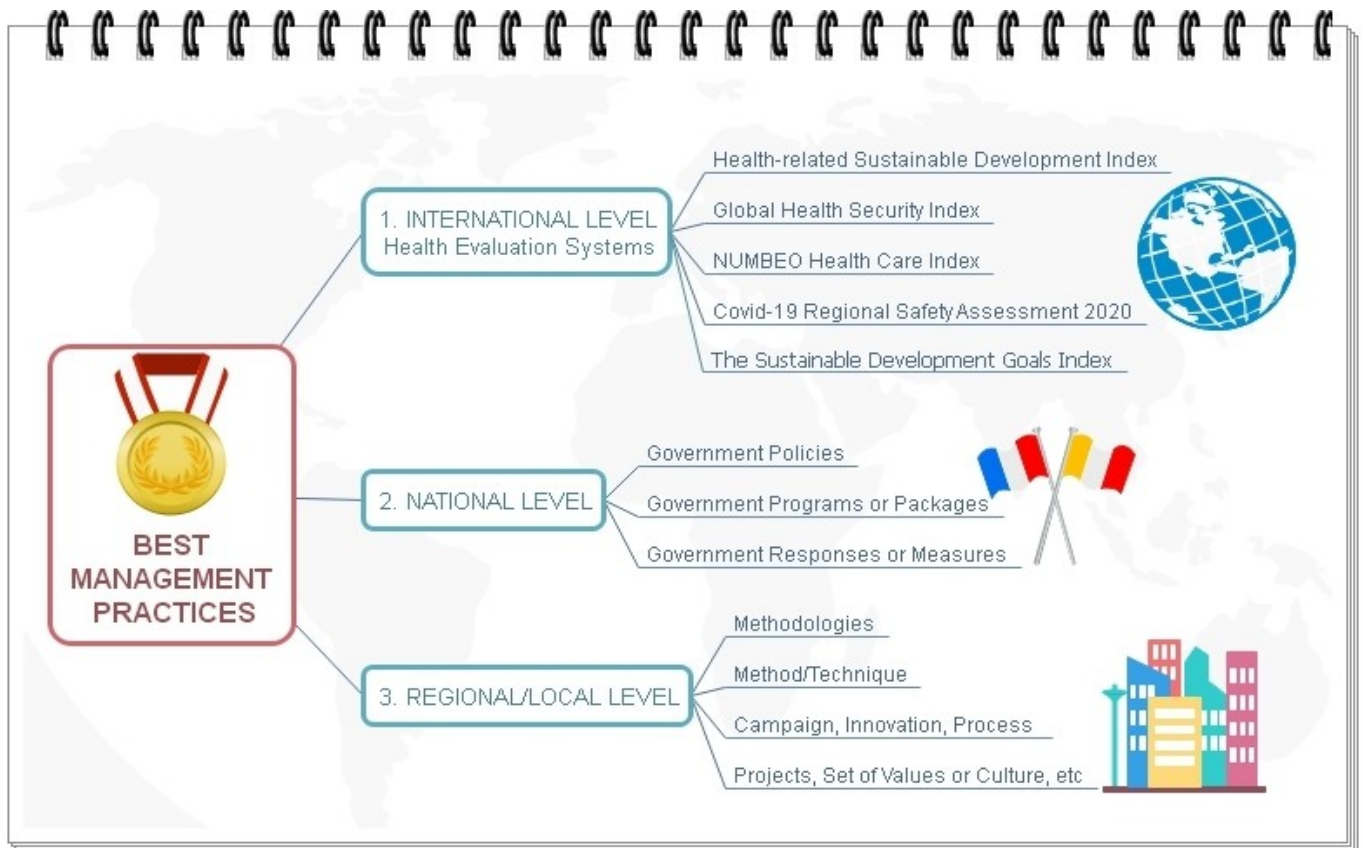 BEST
MANAGEMENT
PRACTICES
1. INTERNATIONAL LEVEL
Health Evaluation Systems
Health-related Sustainable Development Index
Global Health Security Index
NUMBEO Health Care Index
Covid-19 Regional Safety Assessment 2020
The Sustainable Development Goals Index
2. NATIONAL LEVEL
Government Policies
Government Programs or Packages
Government Responses or Measures
3. REGIONAL/LOCAL LEVEL
Methodologies
Method/Technique
Campaign, Innovation, Process
Projects, Set of Values or Culture, etc